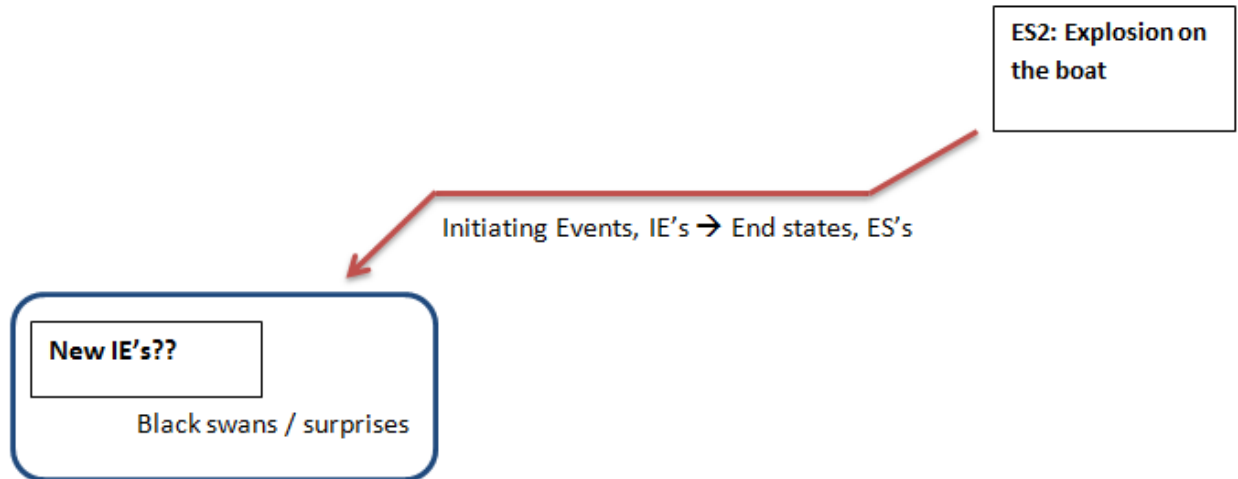 ES2: Explosion on
the boat
Initiating Events, IE’s → End states, ES’s
New IE’s??
Black swans / surprises